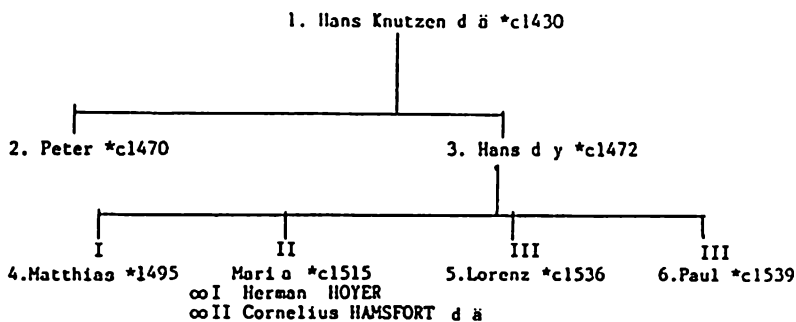 1. Hans Knutzen d ä *c1430
2. Peter *c1470 3. Hans d y *c1472
I II III III
4.Matthias *1495 Maria *c1515 5.Lorenz *c1536 6.Paul *c1539
∞I Herman HOYER
∞II Cornelius HAMSFORT d ä